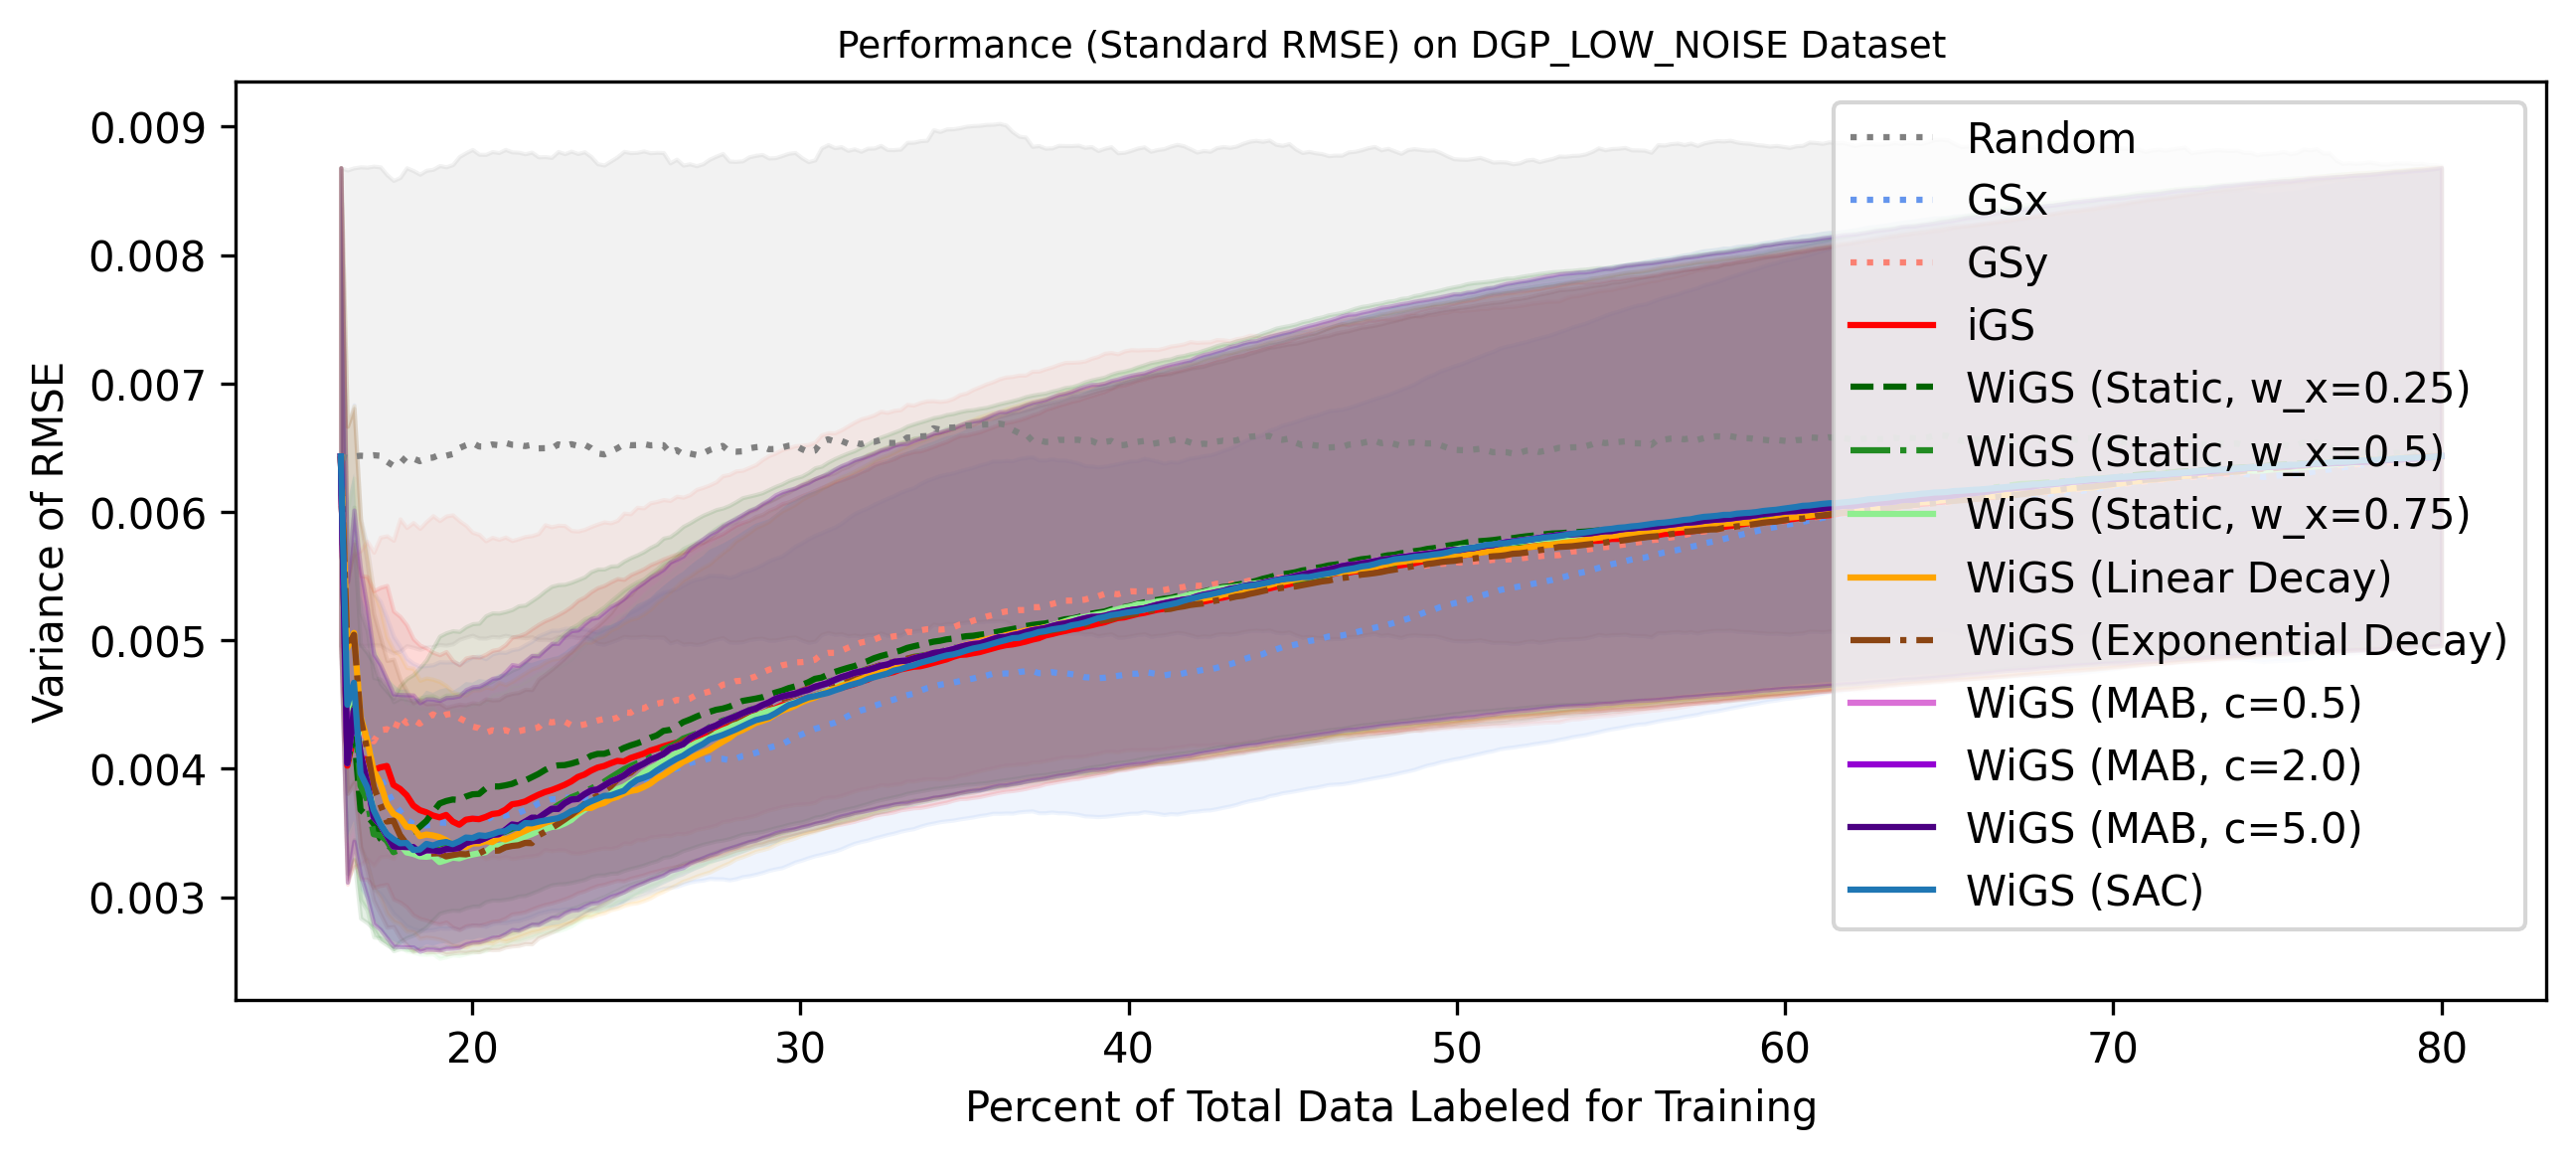 Performance (Standard RMSE) on DGP_LOW_NOISE Dataset
Variance of RMSE
0.009
0.008
0.007
0.006
0.005
0.004
0.003
Random
GSx
GSy
iGS
WiGS (Static, w_x=0.25)
WiGS (Static, w_x=0.5)
WiGS (Static, w_x=0.75)
WiGS (Linear Decay)
WiGS (Exponential Decay)
WiGS (MAB, c=0.5)
WiGS (MAB, c=2.0)
WiGS (MAB, c=5.0)
WiGS (SAC)
20 30 40 50 60 70 80
Percent of Total Data Labeled for Training